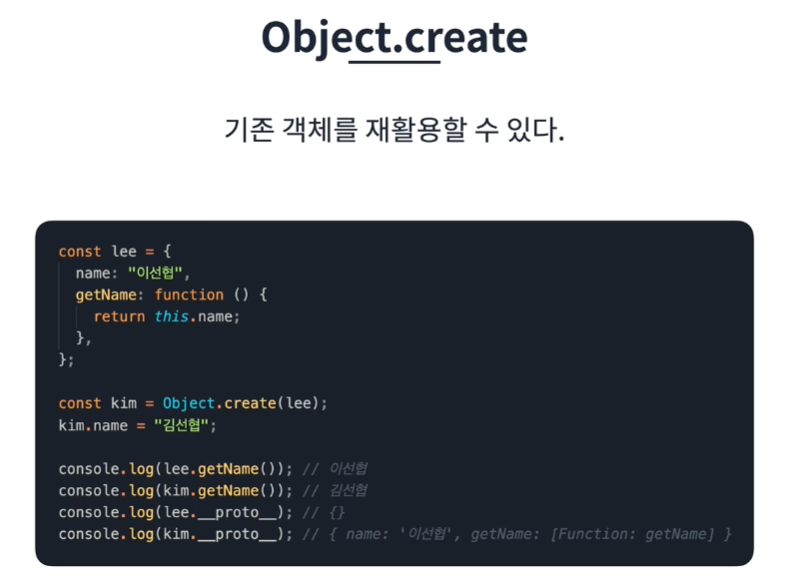 Object.create
기존 객체를 재활용할 수 있다.
const lee = {
  name: "이선협",
  getName: function () {
    return this.name;
  },
};
const kim = Object.create(lee);
kim.name = "김선협";
console.log(lee.getName()); // 이선협
console.log(kim.getName()); // 김선협
console.log(lee.__proto__); // {}
console.log(kim.__proto__); // { name: '이선협', getName: [Function: getName] }